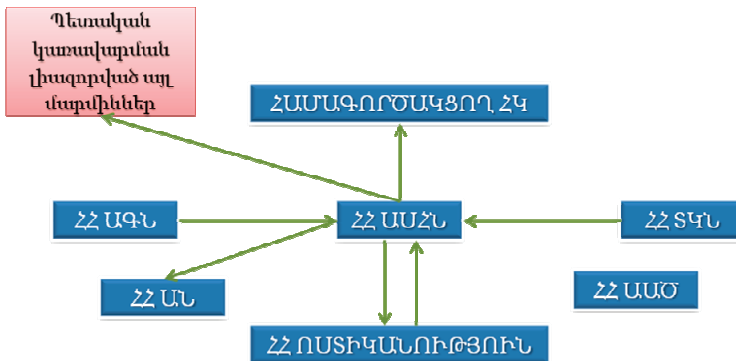 Պետական
կառավարման
լիազորված այլ
մարմիններ
ՀԱՄԱԳՈՐԾԱԿՑՈՂ ՀԿ
ՀՀ ԱԳՆ
ՀՀ ԱՍՀՆ
ՀՀ ՏԿՆ
ՀՀ ԱՆ
ՀՀ ԱԱԾ
ՀՀ ՈՍՏԻԿԱՆՈՒԹՅՈՒՆ